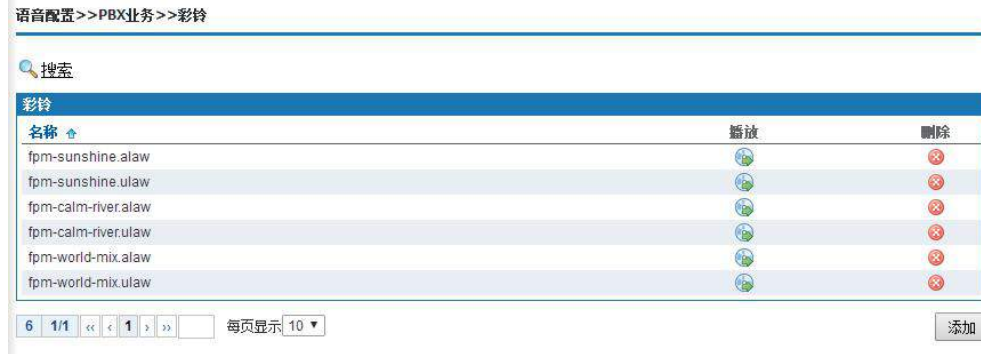 语音配置>>PBX业务>>彩铃
搜索
彩铃
名称 播放 删除
fpm-sunshine.alaw
fpm-sunshine.ulaw
fpm-calm-river.alaw
fpm-calm-river.ulaw
fpm-world-mix.alaw
fpm-world-mix.ulaw
6 1/1 ‹‹ ‹ 1 › ›› 每页显示 10 添加